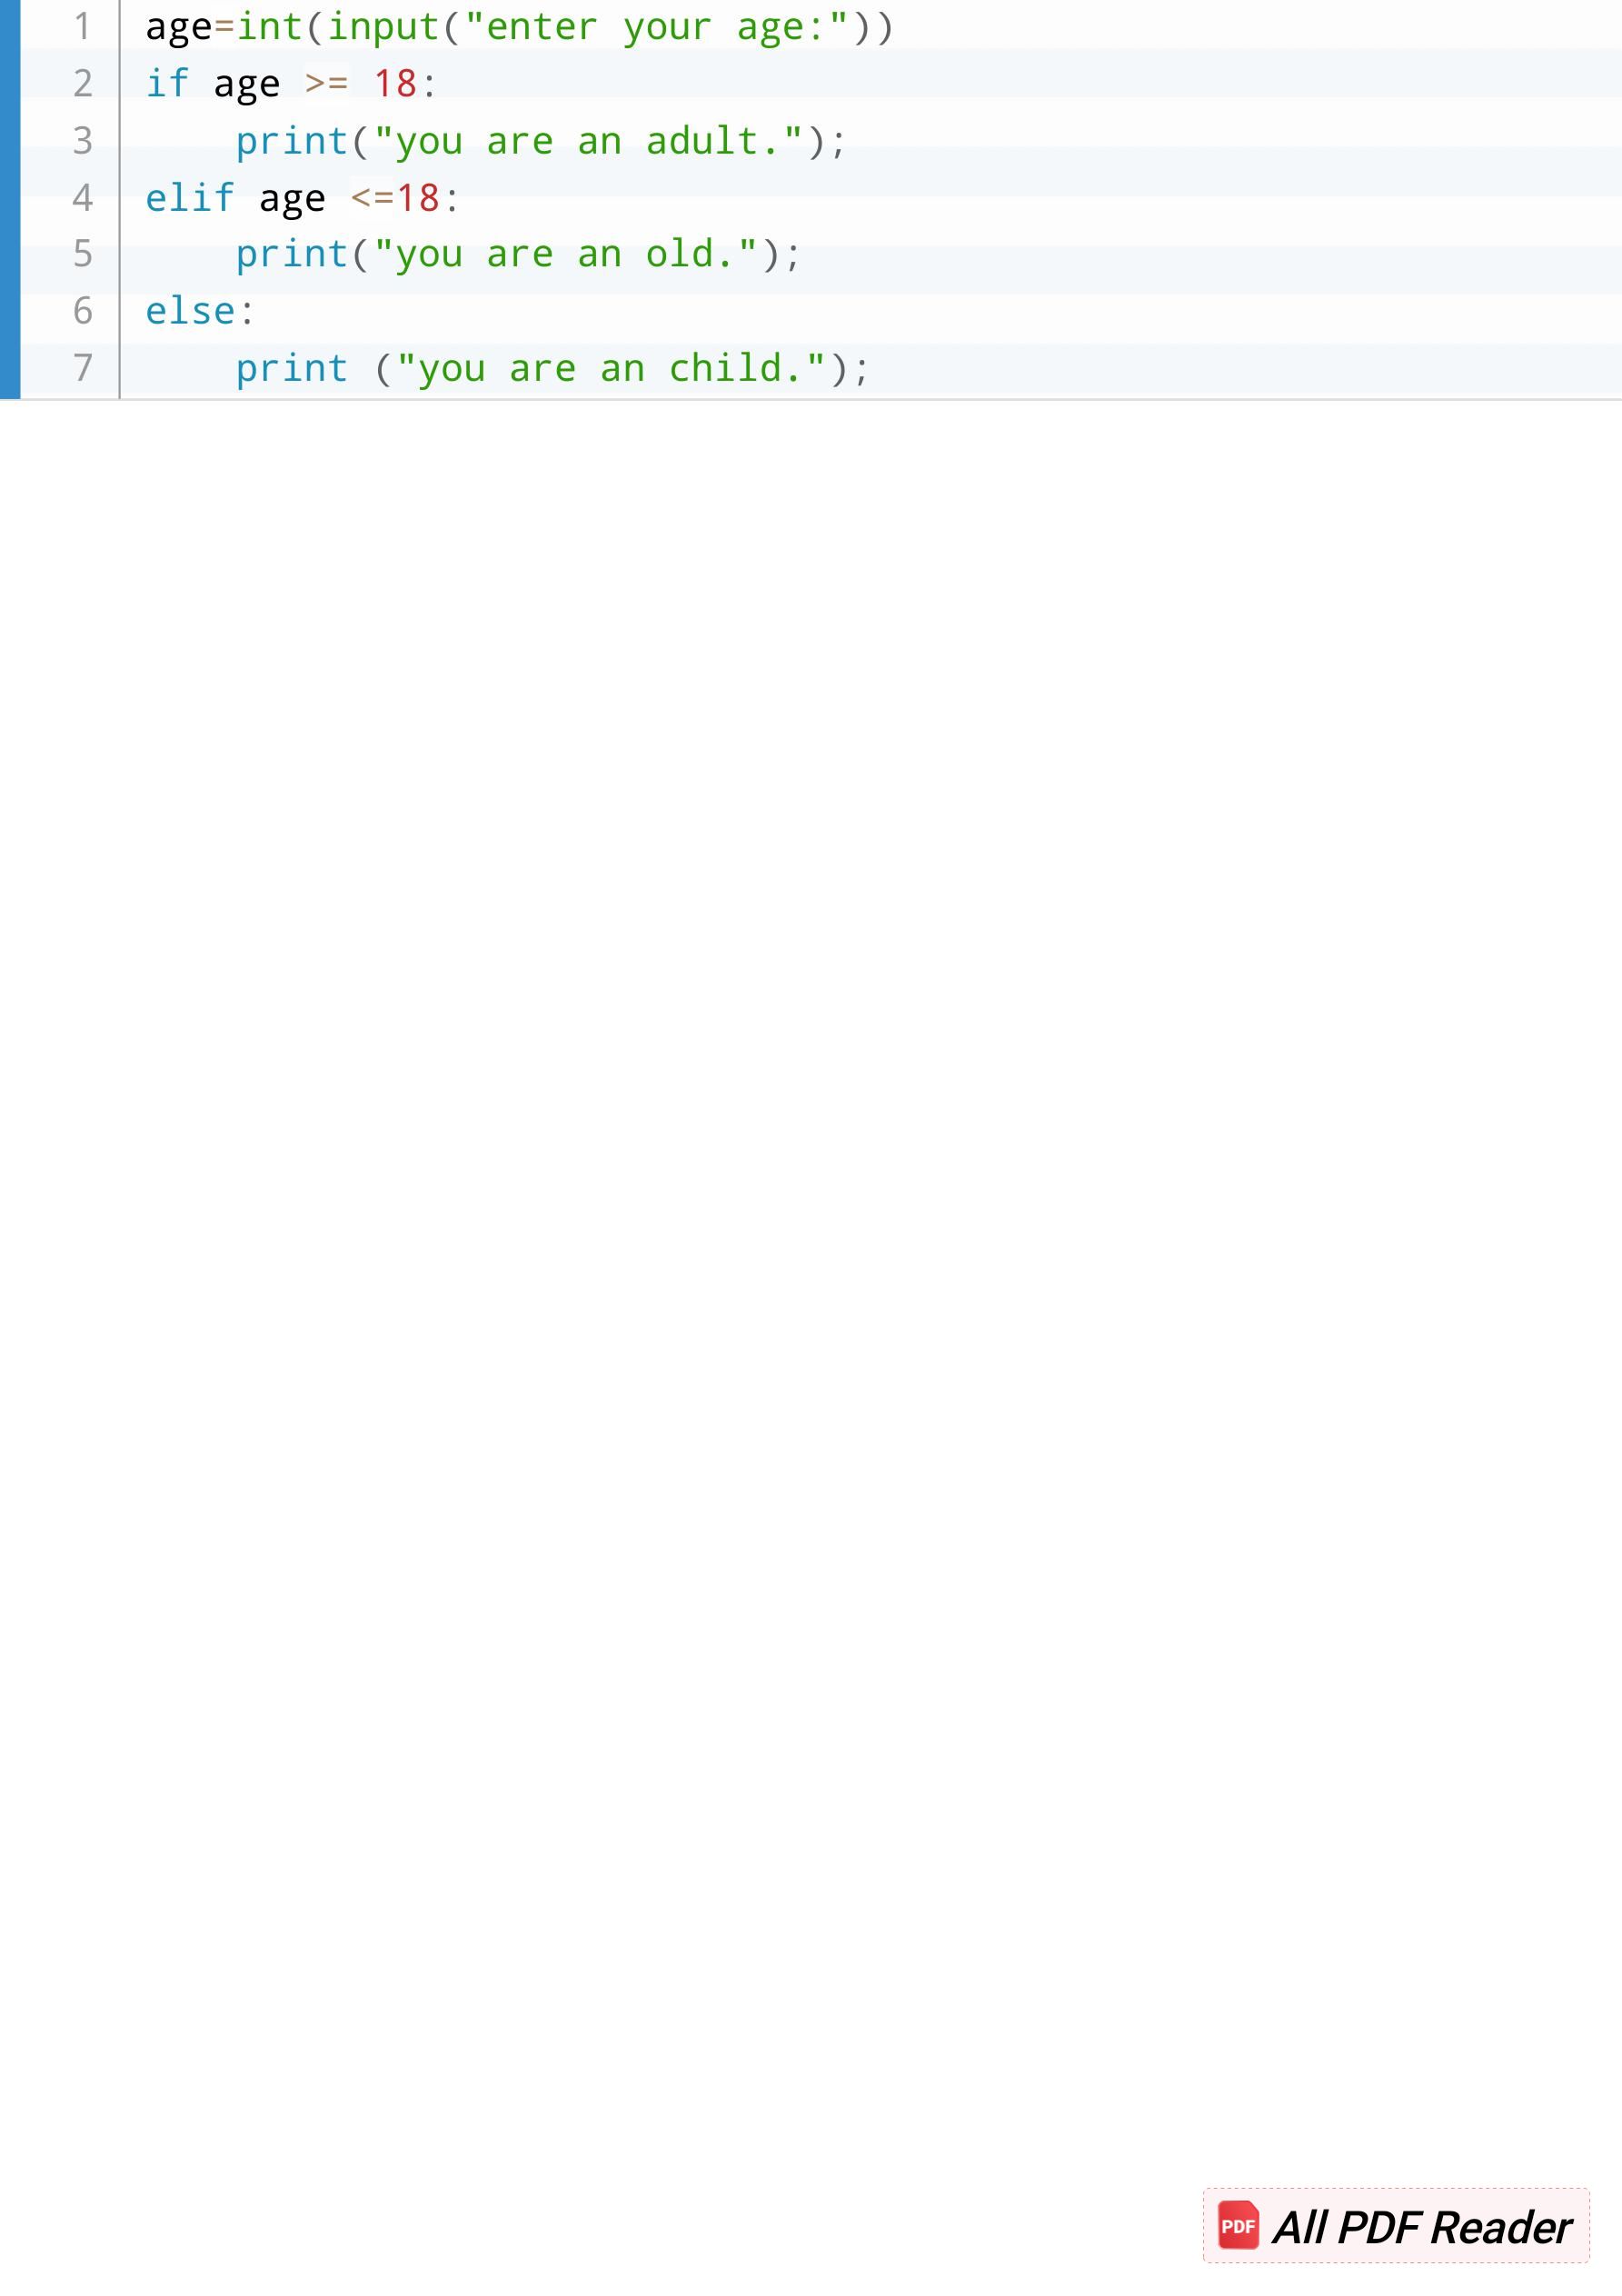 1 age=int(input("enter your age:"))
2 if age >= 18:
3     print("you are an adult.");
4 elif age <=18:
5     print("you are an old.");
6 else:
7     print ("you are an child.");
PDF All PDF Reader